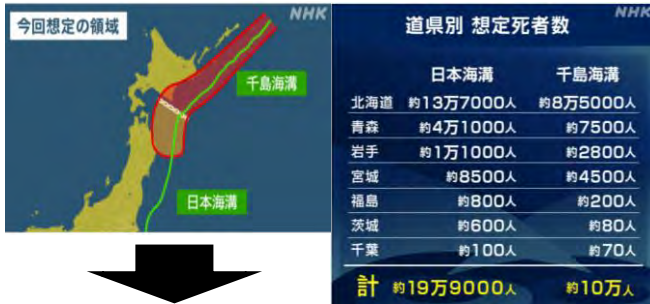 今回想定の領域
NHK
千島海溝
日本海溝
NHK
道県別 想定死者数
日本海溝 千島海溝
北海道 約13万7000人 約8万5000人
青森 約4万1000人 約7500人
岩手 約1万1000人 約2800人
宮城 約8500人 約4500人
福島 約800人 約200人
茨城 約600人 約80人
千葉 約100人 約70人
計 約19万9000人 約10万人